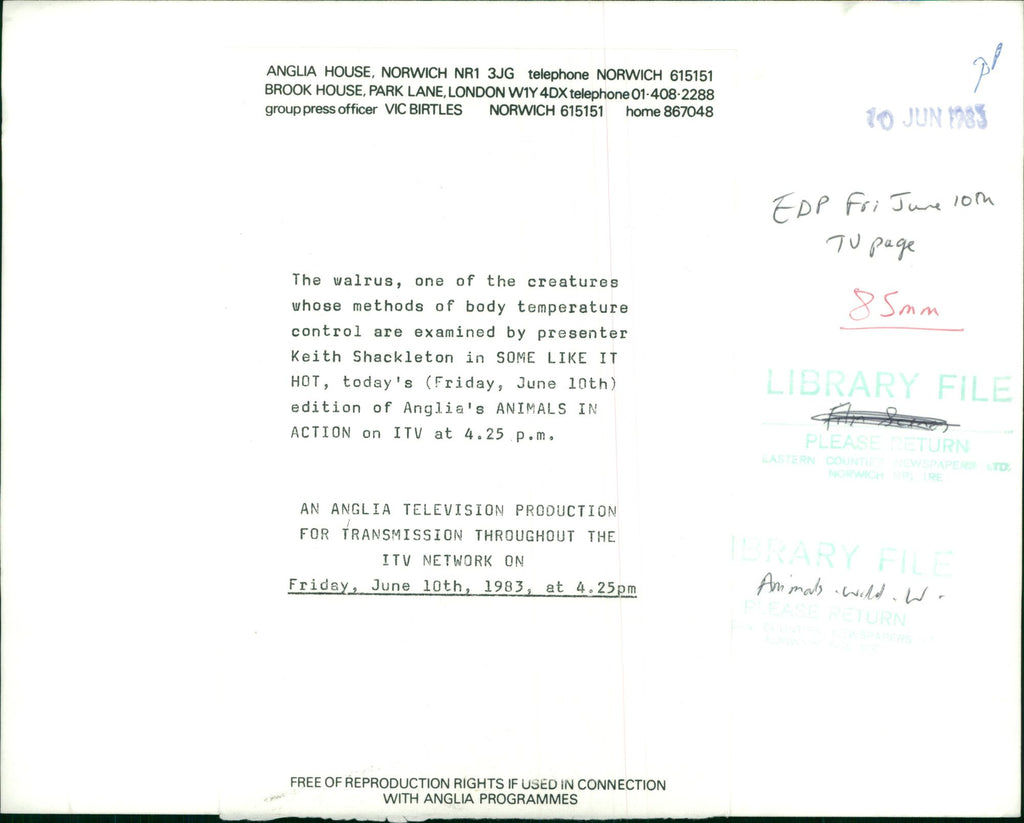 ANGLIA HOUSE, NORWICH NR1 3JG telephone NORWICH 615151
BROOK HOUSE, PARK LANE, LONDON W1Y 4DX telephone 01·408·2288
group press officer VIC BIRTLES NORWICH 615151 home 867048
10 JUN 1983
EDP Fri June 10th
TV page
85mm
The walrus, one of the creatures
whose methods of body temperature
control are examined by presenter
Keith Shackleton in SOME LIKE IT
HOT, today's (Friday, June 10th)
edition of Anglia's ANIMALS IN
ACTION on ITV at 4.25 p.m.
AN ANGLIA TELEVISION PRODUCTION
FOR TRANSMISSION THROUGHOUT THE
ITV NETWORK ON
Friday, June 10th, 1983, at 4.25pm
LIBRARY FILE
PLEASE RETURN
EASTERN COUNTIES NEWSPAPERS LTD.
NORWICH
LIBRARY FILE
Animals . wild . W .
PLEASE RETURN
NEWSPAPERS
FREE OF REPRODUCTION RIGHTS IF USED IN CONNECTION
WITH ANGLIA PROGRAMMES